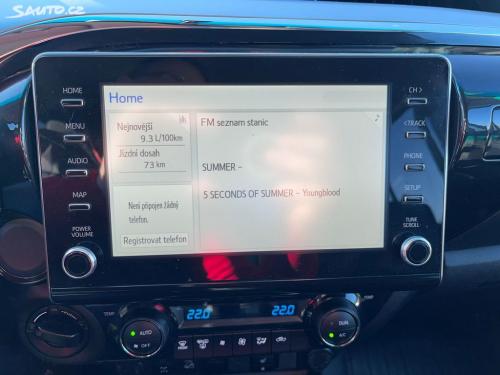 SAUTO.CZ
HOME
MENU
AUDIO
MAP
POWER
VOLUME
Home
Nejnovější
9.3 L/100km
Jízdní dosah
73 km
Není připojen žádný
telefon.
Registrovat telefon
FM seznam stanic
SUMMER –
5 SECONDS OF SUMMER – Youngblood
CH
<TRACK
PHONE
SETUP
TUNE
SCROLL
TEMP
22.0
22.0
AUTO
OFF
DUAL
A/C